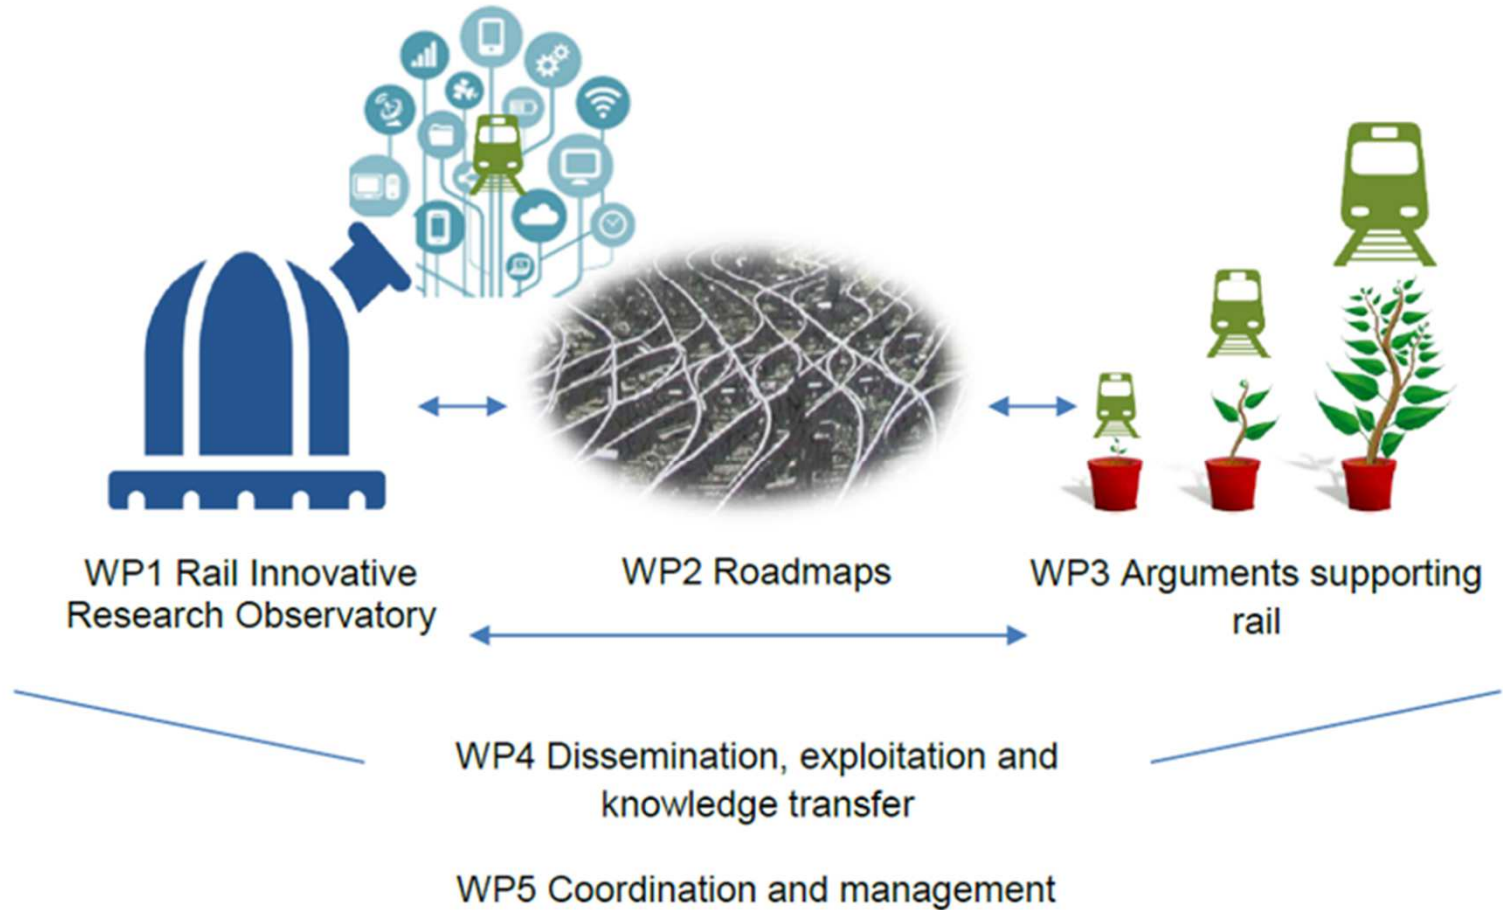 WP1 Rail Innovative
Research Observatory
WP2 Roadmaps
WP3 Arguments supporting
rail
WP4 Dissemination, exploitation and
knowledge transfer
WP5 Coordination and management